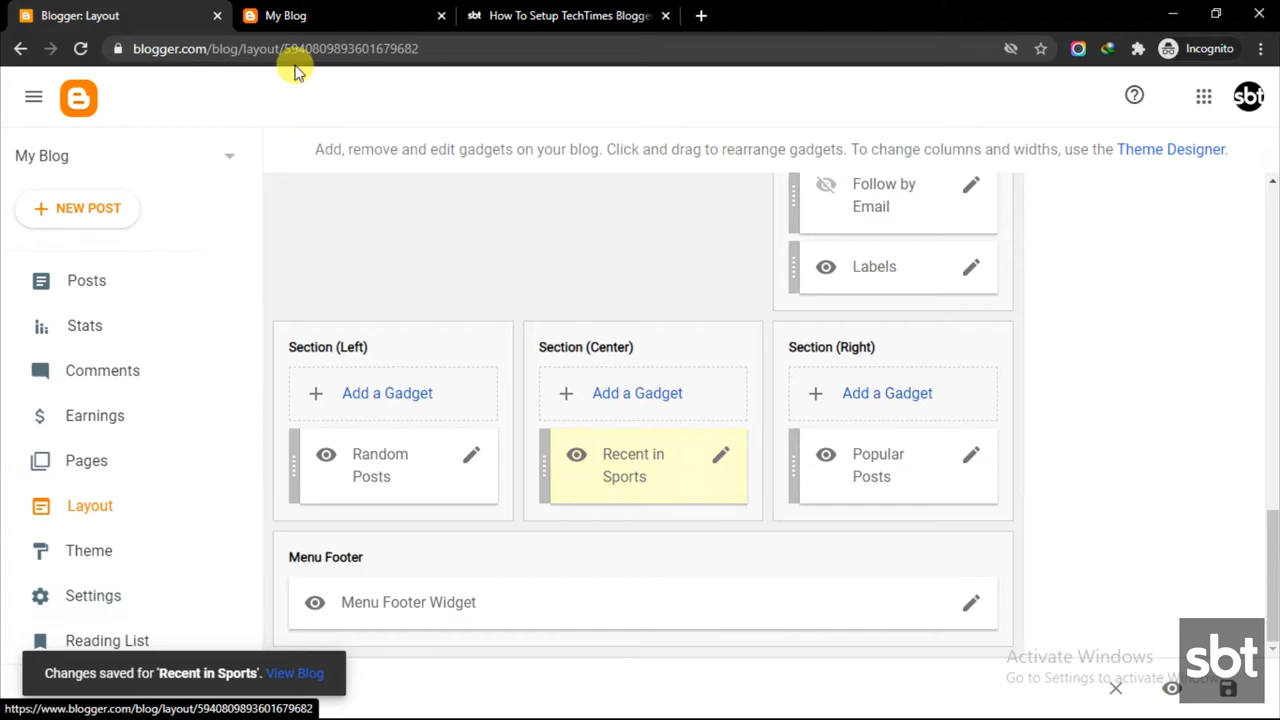 Blogger: Layout
My Blog
sbt How To Setup TechTimes Blogge
blogger.com/blog/layout/5940809893601679682
Incognito
sbt
My Blog
Add, remove and edit gadgets on your blog. Click and drag to rearrange gadgets. To change columns and widths, use the Theme Designer.
NEW POST
Posts
Stats
Comments
Earnings
Pages
Layout
Theme
Settings
Reading List
Follow by
Email
Labels
Section (Left)
Add a Gadget
Random
Posts
Section (Center)
Add a Gadget
Recent in
Sports
Section (Right)
Add a Gadget
Popular
Posts
Menu Footer
Menu Footer Widget
Changes saved for 'Recent in Sports'. View Blog
Activate Windows
Go to Settings to activate Windows.
sbt
https://www.blogger.com/blog/layout/5940809893601679682